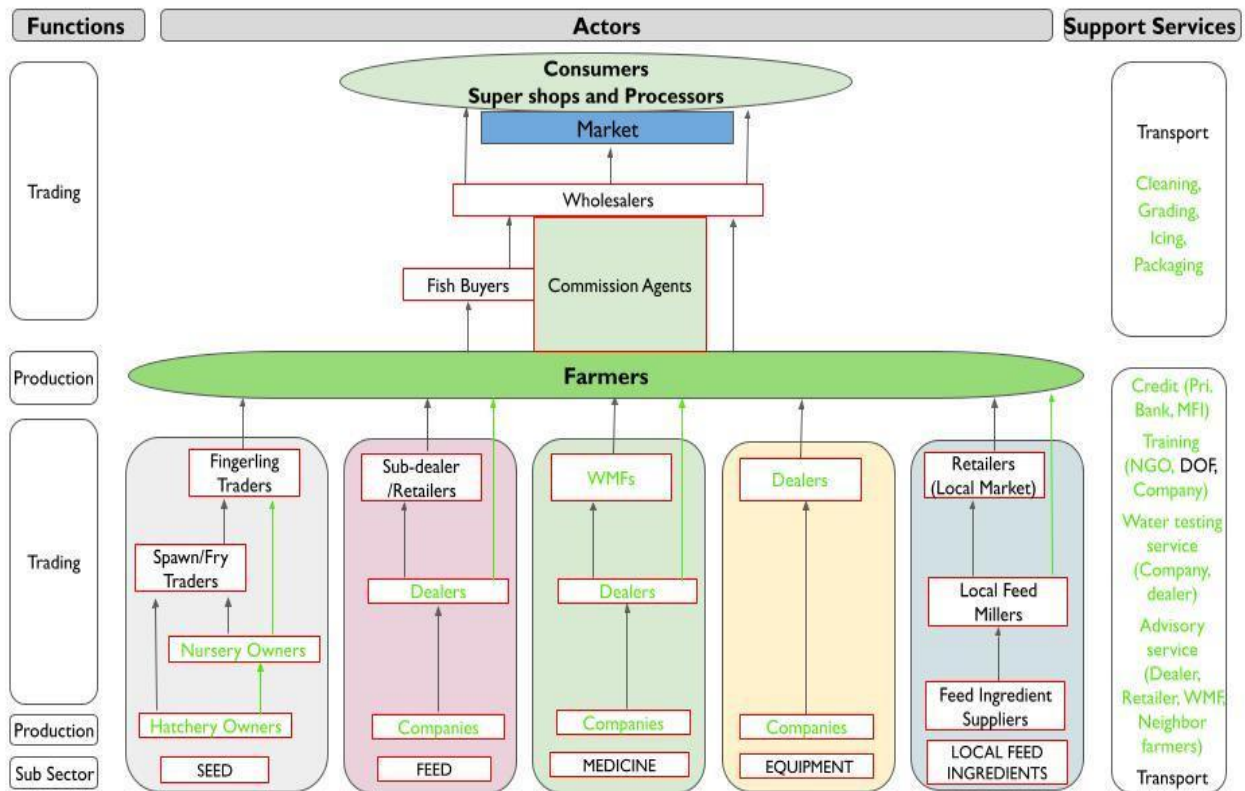 Functions
Actors
Support Services
Consumers
Super shops and Processors
Market
Trading
Wholesalers
Fish Buyers
Commission Agents
Transport
Cleaning,
Grading,
Icing,
Packaging
Production
Farmers
Trading
Fingerling
Traders
Spawn/Fry
Traders
Nursery Owners
Hatchery Owners
SEED
Sub-dealer
/Retailers
Dealers
Companies
FEED
WMFs
Dealers
Companies
MEDICINE
Dealers
Companies
EQUIPMENT
Retailers
(Local Market)
Local Feed
Millers
Feed Ingredient
Suppliers
LOCAL FEED
INGREDIENTS
Production
Sub Sector
Credit (Pri.
Bank, MFI)
Training
(NGO, DOF,
Company)
Water testing
service
(Company,
dealer)
Advisory
service
(Dealer,
Retailer, WMF,
Neighbor
farmers)
Transport